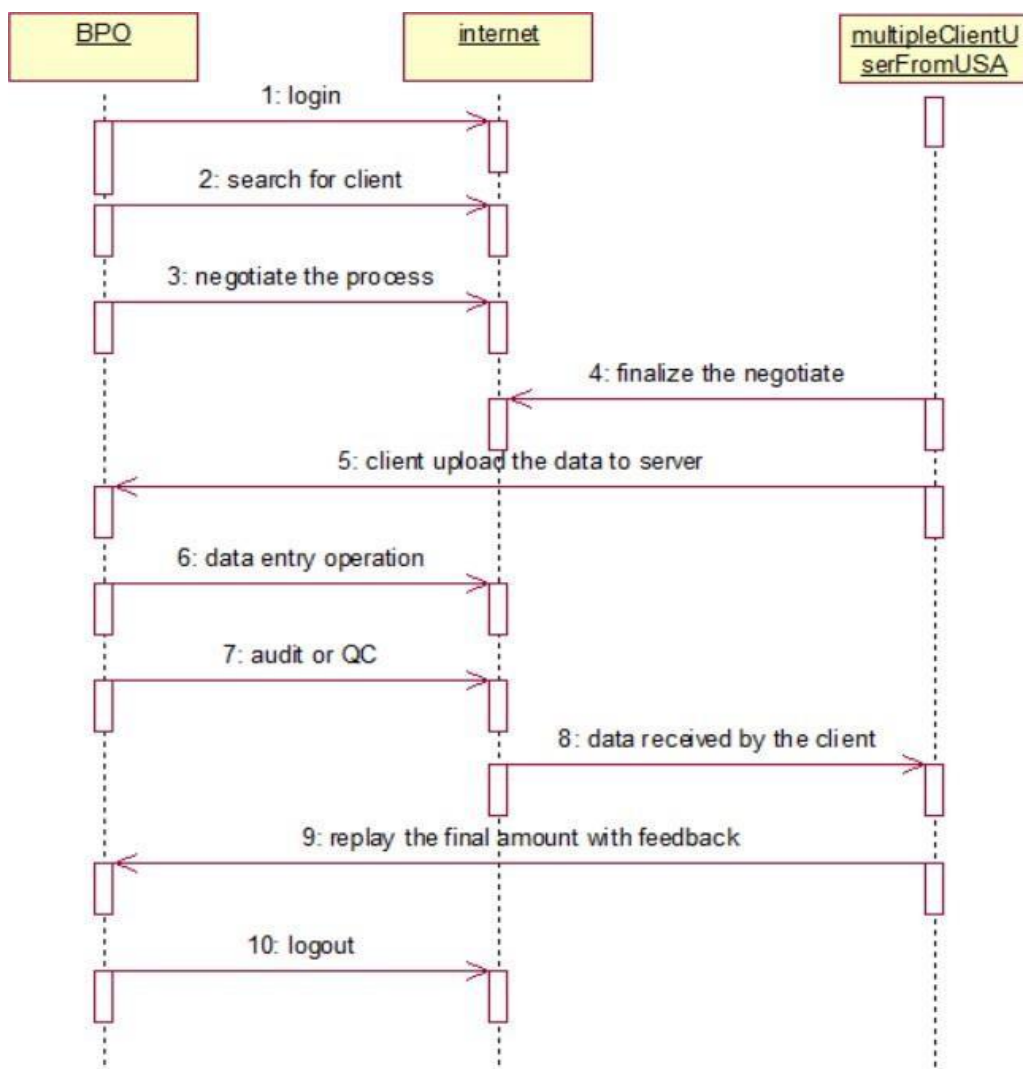 BPO
internet
multipleClientU
serFromUSA
1: login
2: search for client
3: negotiate the process
4: finalize the negotiate
5: client upload the data to server
6: data entry operation
7: audit or QC
8: data received by the client
9: replay the final amount with feedback
10: logout